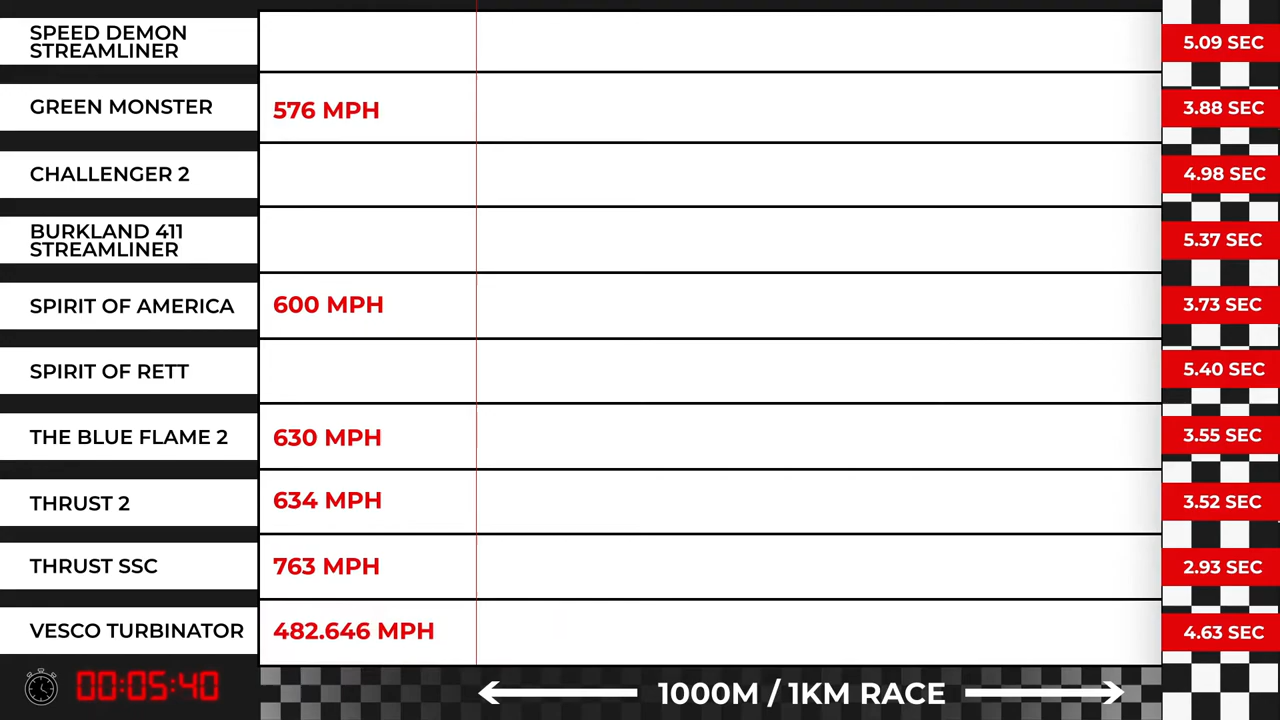 SPEED DEMON
STREAMLINER
5.09 SEC
GREEN MONSTER
576 MPH
3.88 SEC
CHALLENGER 2
4.98 SEC
BURKLAND 411
STREAMLINER
5.37 SEC
SPIRIT OF AMERICA
600 MPH
3.73 SEC
SPIRIT OF RETT
5.40 SEC
THE BLUE FLAME 2
630 MPH
3.55 SEC
THRUST 2
634 MPH
3.52 SEC
THRUST SSC
763 MPH
2.93 SEC
VESCO TURBINATOR
482.646 MPH
4.63 SEC
00:05:40
1000M / 1KM RACE